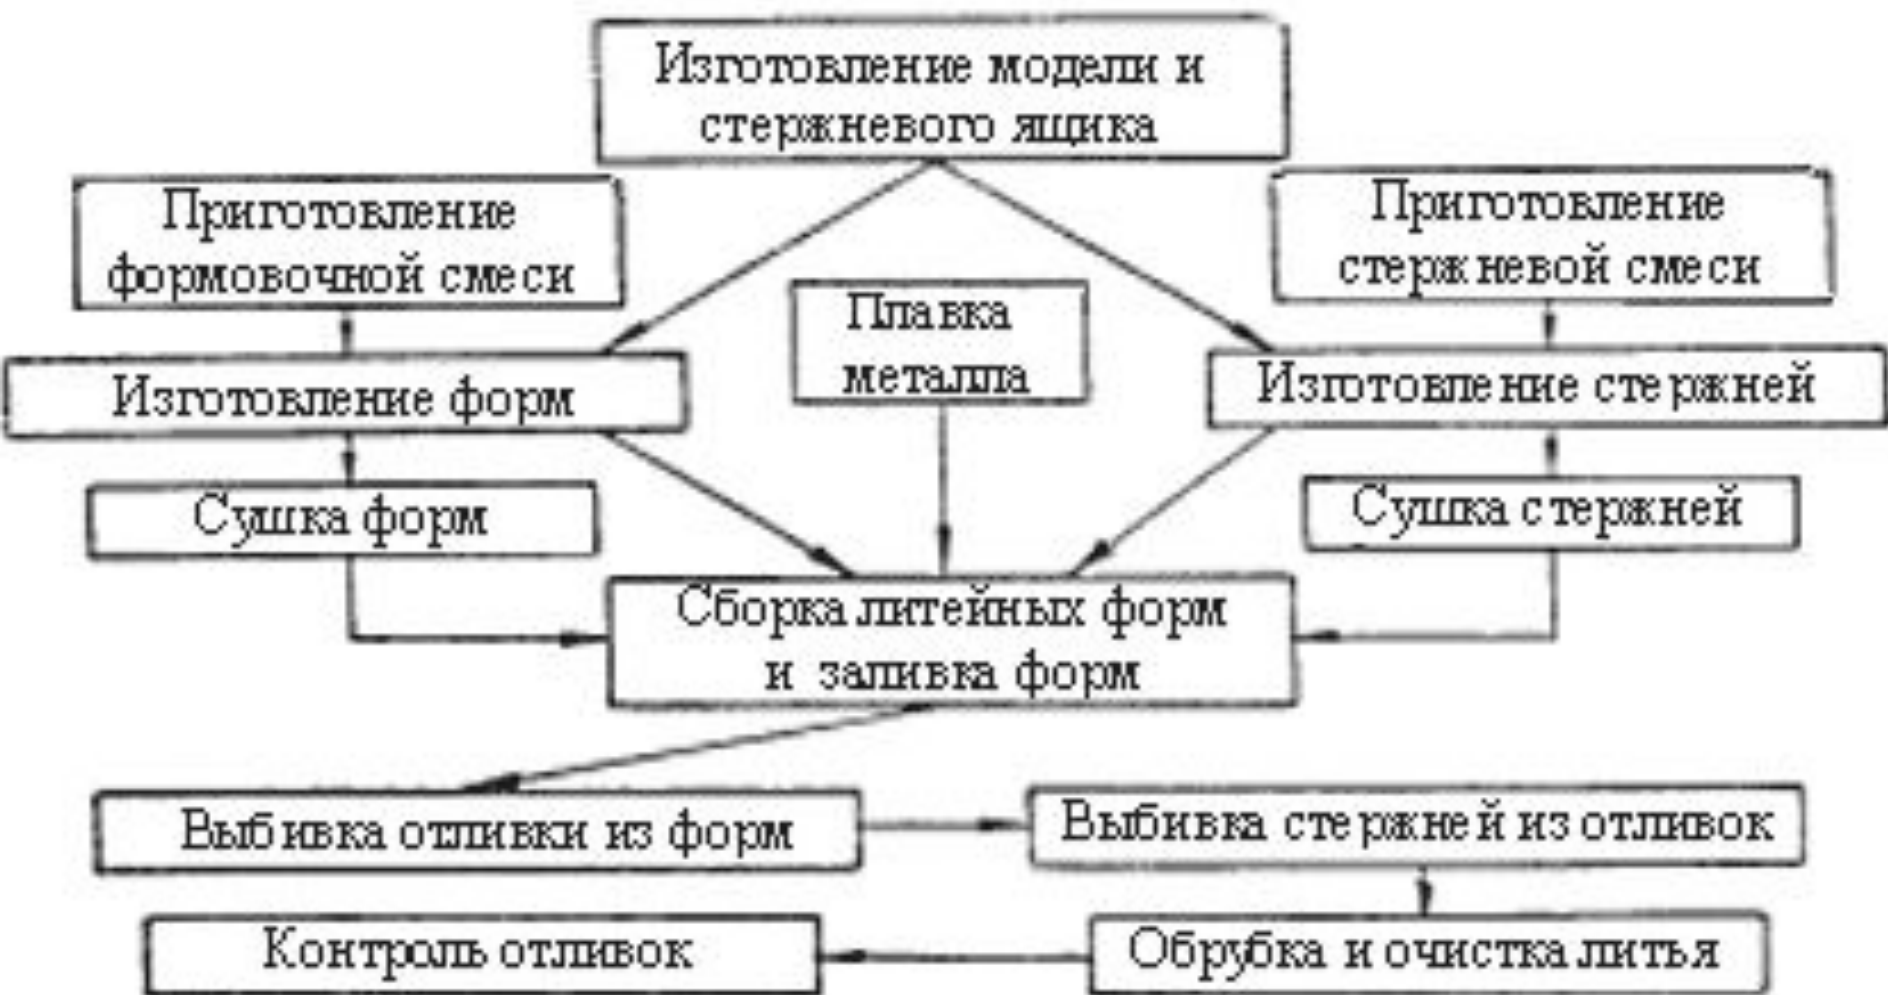 Изготовление модели и
стержневого ящика
Приготовление
формовочной смеси
Приготовление
стержневой смеси
Плавка
металла
Изготовление форм
Изготовление стержней
Сушка форм
Сушка стержней
Сборка литейных форм
и заливка форм
Выбивка отливки из форм
Выбивка стержней из отливок
Контроль отливок
Обрубка и очистка литья